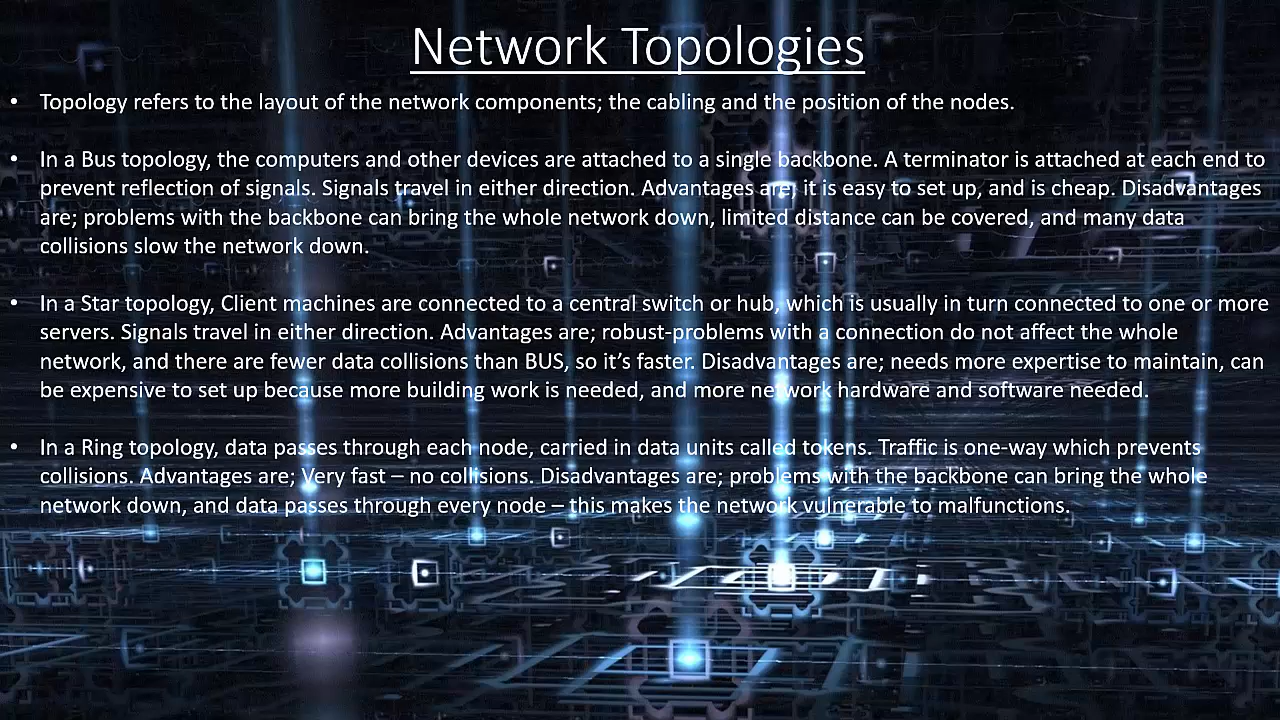 Network Topologies
• Topology refers to the layout of the network components; the cabling and the position of the nodes.
• In a Bus topology, the computers and other devices are attached to a single backbone. A terminator is attached at each end to
prevent reflection of signals. Signals travel in either direction. Advantages are; it is easy to set up, and is cheap. Disadvantages
are; problems with the backbone can bring the whole network down, limited distance can be covered, and many data
collisions slow the network down.
• In a Star topology, Client machines are connected to a central switch or hub, which is usually in turn connected to one or more
servers. Signals travel in either direction. Advantages are; robust-problems with a connection do not affect the whole
network, and there are fewer data collisions than BUS, so it’s faster. Disadvantages are; needs more expertise to maintain, can
be expensive to set up because more building work is needed, and more network hardware and software needed.
• In a Ring topology, data passes through each node, carried in data units called tokens. Traffic is one-way which prevents
collisions. Advantages are; Very fast – no collisions. Disadvantages are; problems with the backbone can bring the whole
network down, and data passes through every node – this makes the network vulnerable to malfunctions.